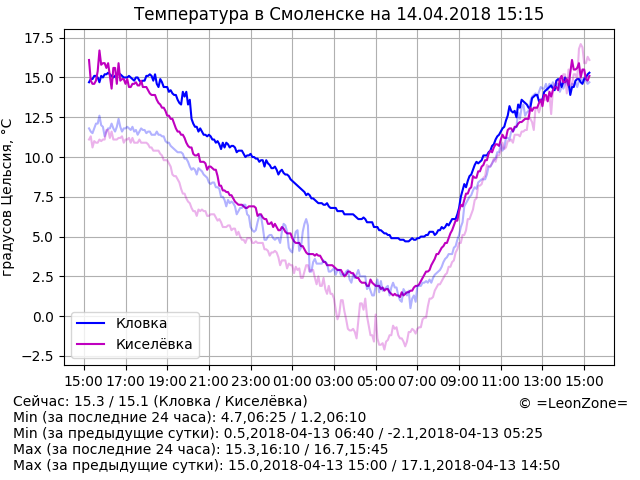 Температура в Смоленске на 14.04.2018 15:15
градусов Цельсия, °C
17.5
15.0
12.5
10.0
7.5
5.0
2.5
0.0
−2.5
Кловка
Киселёвка
15:00 17:00 19:00 21:00 23:00 01:00 03:00 05:00 07:00 09:00 11:00 13:00 15:00
Сейчас: 15.3 / 15.1 (Кловка / Киселёвка)
© =LeonZone=
Min (за последние 24 часа): 4.7,06:25 / 1.2,06:10
Min (за предыдущие сутки): 0.5,2018-04-13 06:40 / -2.1,2018-04-13 05:25
Max (за последние 24 часа): 15.3,16:10 / 16.7,15:45
Max (за предыдущие сутки): 15.0,2018-04-13 15:00 / 17.1,2018-04-13 14:50